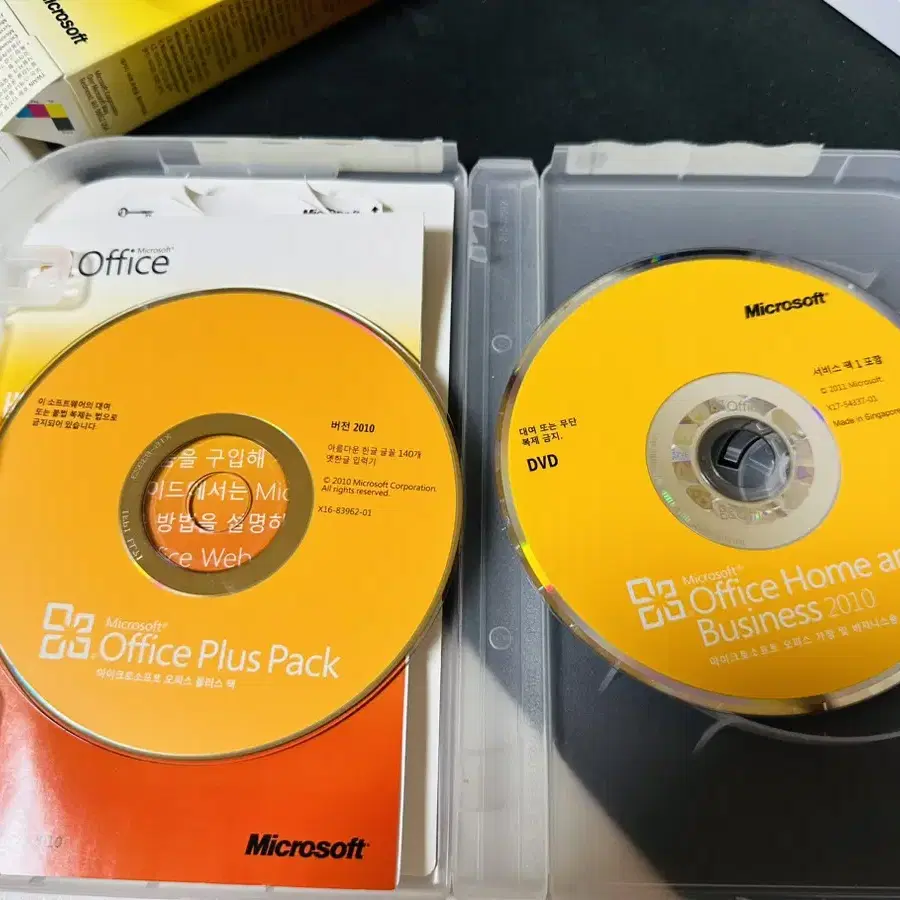 Microsoft
Microsoft®
Office
이 소프트웨어의 대여
또는 불법 복제는 법으로
금지되어 있습니다.
버전 2010
아름다운 한글 글꼴 140개
옛한글 입력기
© 2010 Microsoft Corporation.
All rights reserved.
X16-83962-01
을 구입해
이드에서는 Mic
방법을 설명하
fice Web
Microsoft®
Office Plus Pack
마이크로소프트 오피스 플러스 팩
Microsoft
Microsoft®
서비스 팩 1 포함
© 2011 Microsoft
X17-54337-01
Made in Singapore
대여 또는 무단
복제 금지.
DVD
Office
Microsoft®
Office Home an
Business 2010
마이크로소프트 오피스 가정 및 비즈니스용